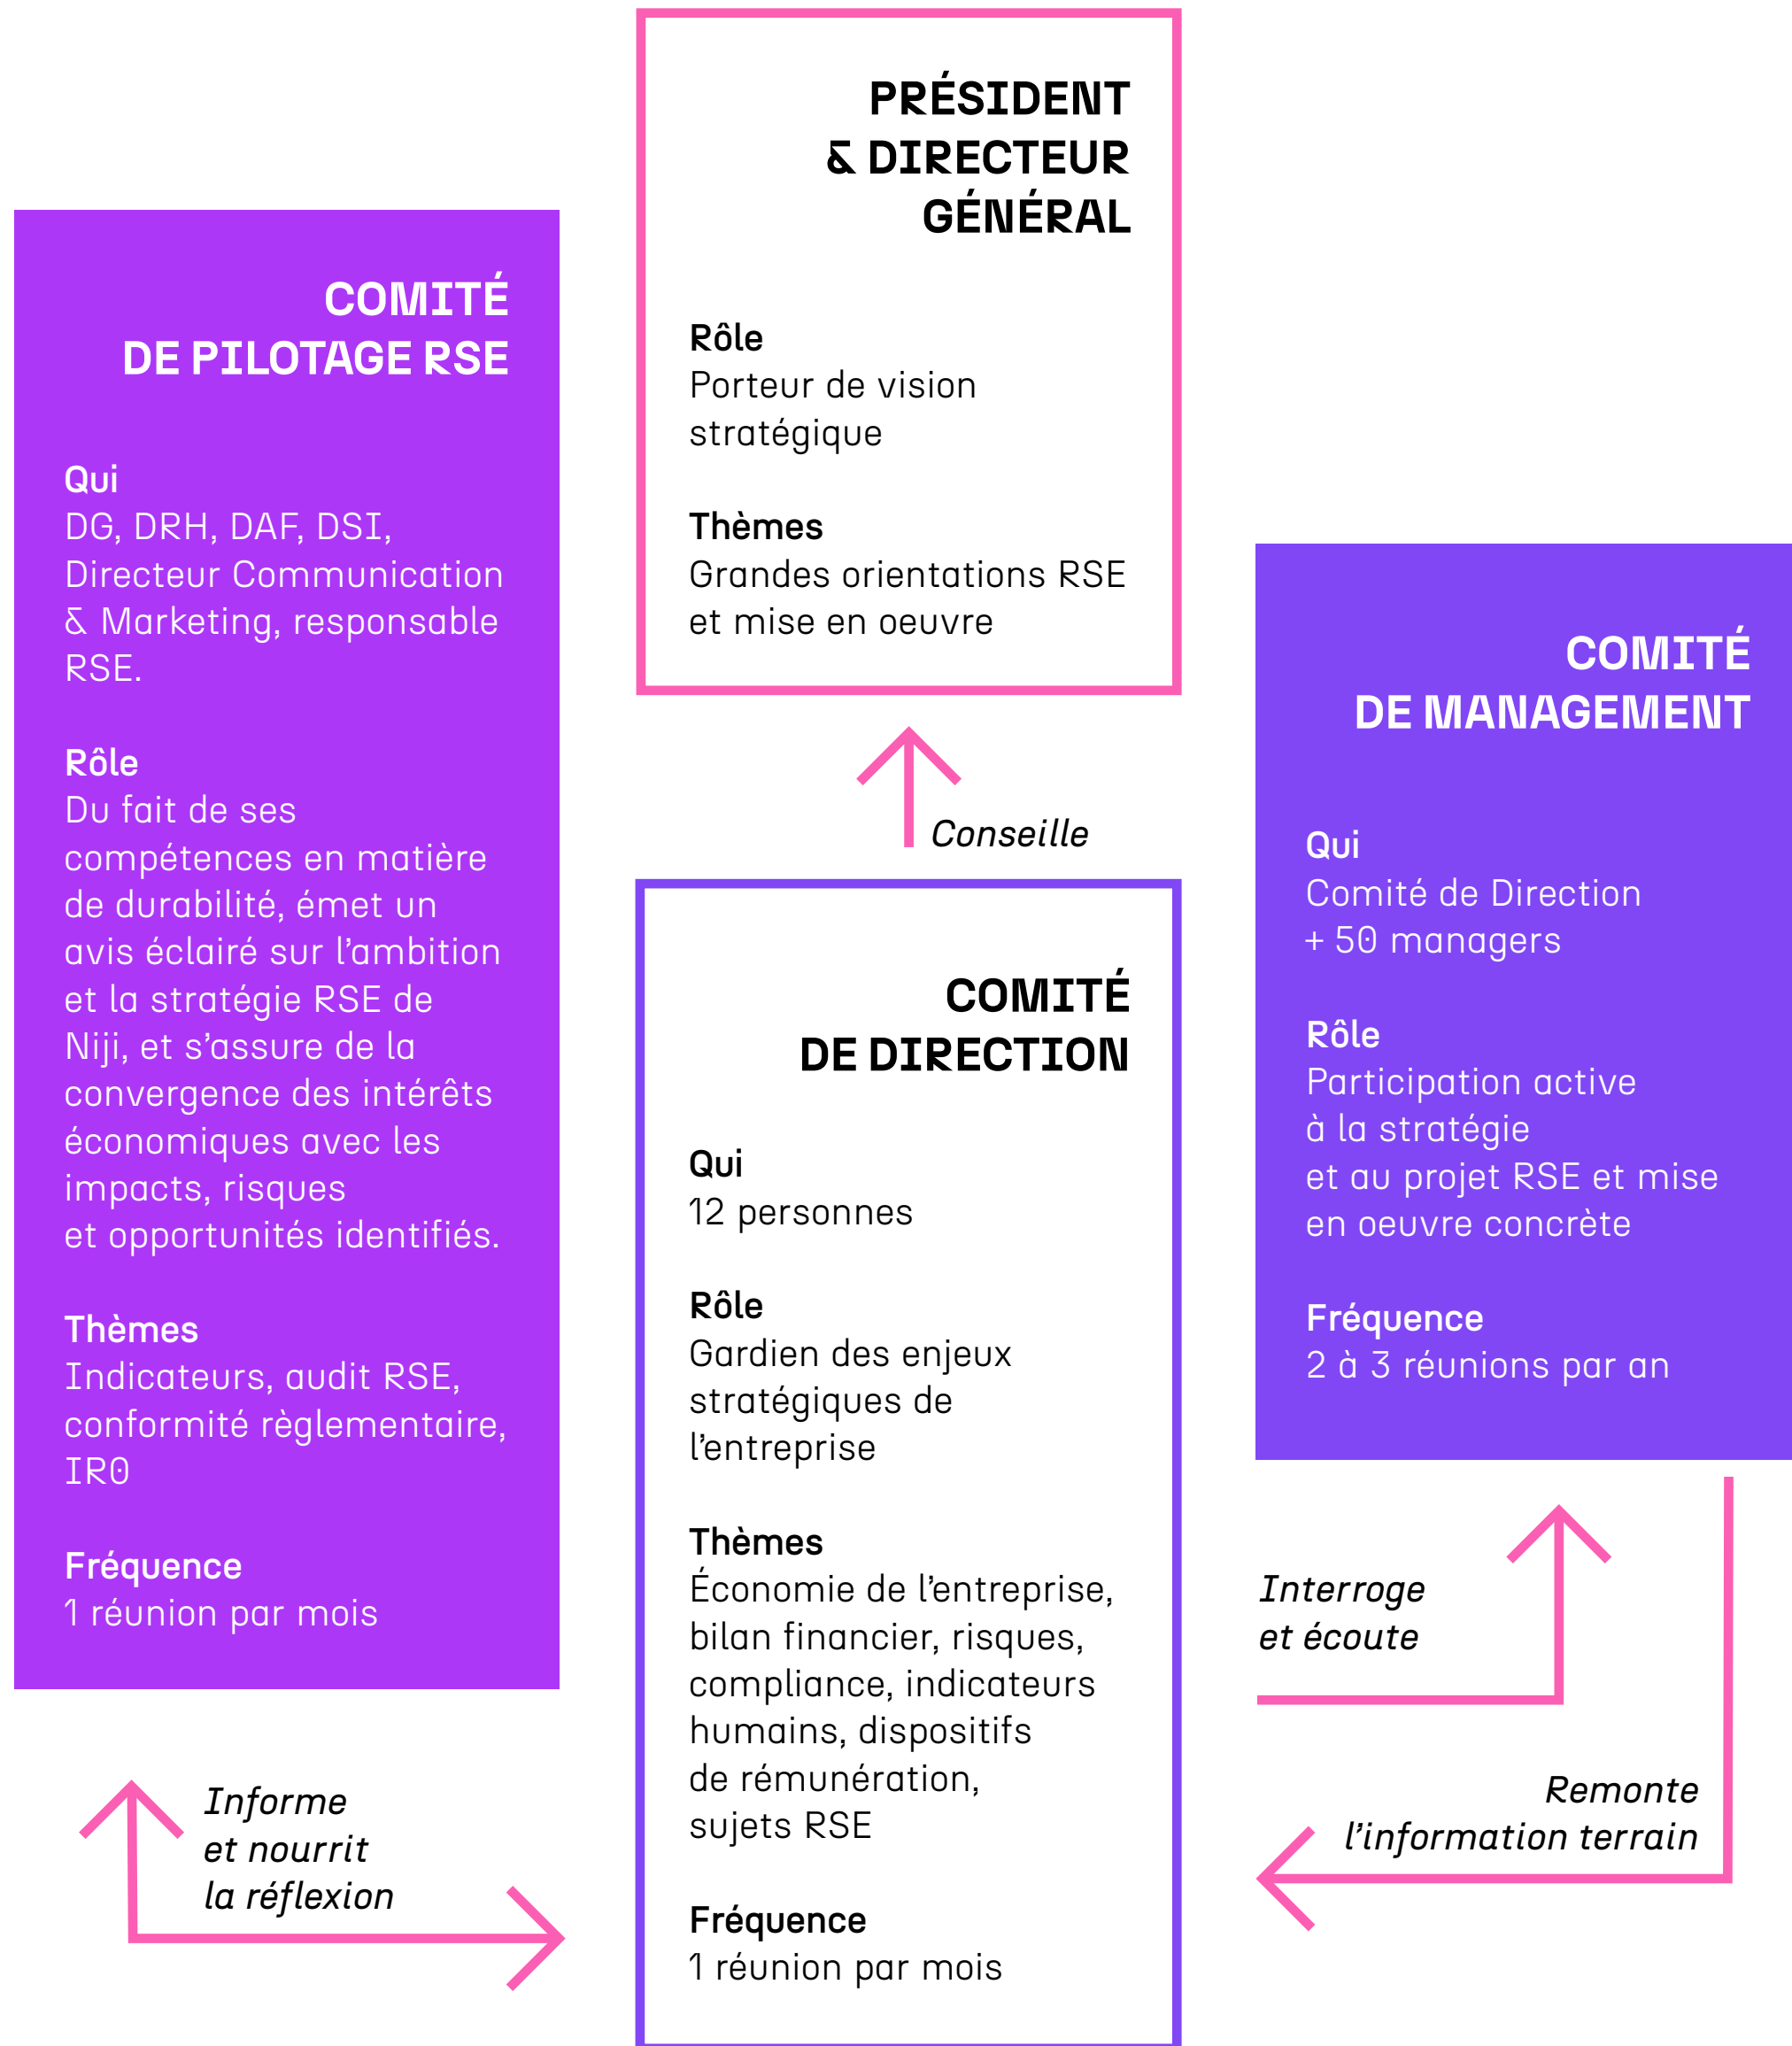 PRÉSIDENT
& DIRECTEUR
GÉNÉRAL
Rôle
Porteur de vision
stratégique
Thèmes
Grandes orientations RSE
et mise en oeuvre
COMITÉ
DE PILOTAGE RSE
Qui
DG, DRH, DAF, DSI,
Directeur Communication
& Marketing, responsable
RSE.
Rôle
Du fait de ses
compétences en matière
de durabilité, émet un
avis éclairé sur l’ambition
et la stratégie RSE de
Niji, et s’assure de la
convergence des intérêts
économiques avec les
impacts, risques
et opportunités identifiés.
Thèmes
Indicateurs, audit RSE,
conformité règlementaire,
IR0
Fréquence
1 réunion par mois
Informe
et nourrit
la réflexion
Conseille
COMITÉ
DE DIRECTION
Qui
12 personnes
Rôle
Gardien des enjeux
stratégiques de
l’entreprise
Thèmes
Économie de l’entreprise,
bilan financier, risques,
compliance, indicateurs
humains, dispositifs
de rémunération,
sujets RSE
Fréquence
1 réunion par mois
COMITÉ
DE MANAGEMENT
Qui
Comité de Direction
+ 50 managers
Rôle
Participation active
à la stratégie
et au projet RSE et mise
en oeuvre concrète
Fréquence
2 à 3 réunions par an
Interroge
et écoute
Remonte
l’information terrain